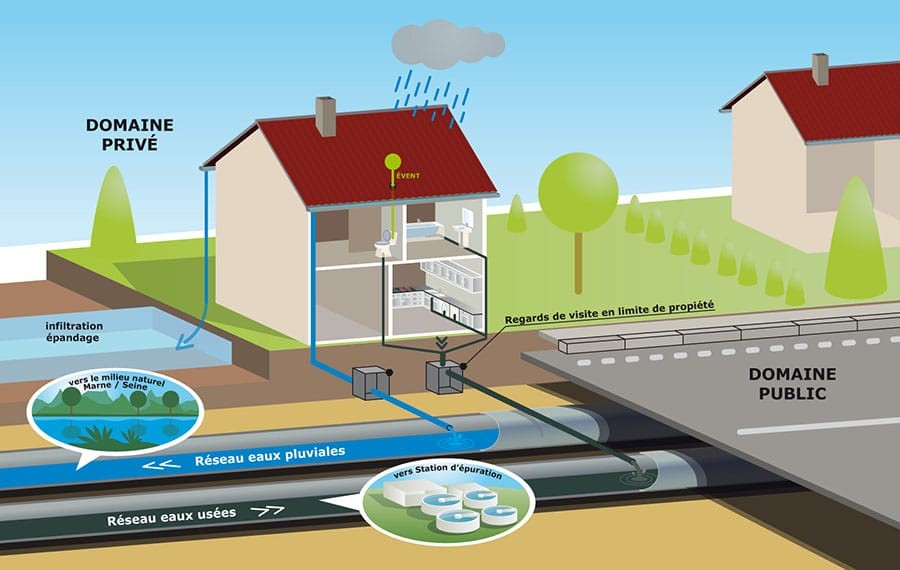 DOMAINE
PRIVÉ
ÉVENT
infiltration
épandage
Regards de visite en limite de propiété
DOMAINE
PUBLIC
vers le milieu naturel
Marne / Seine
Réseau eaux pluviales
vers Station d'épuration
Réseau eaux usées